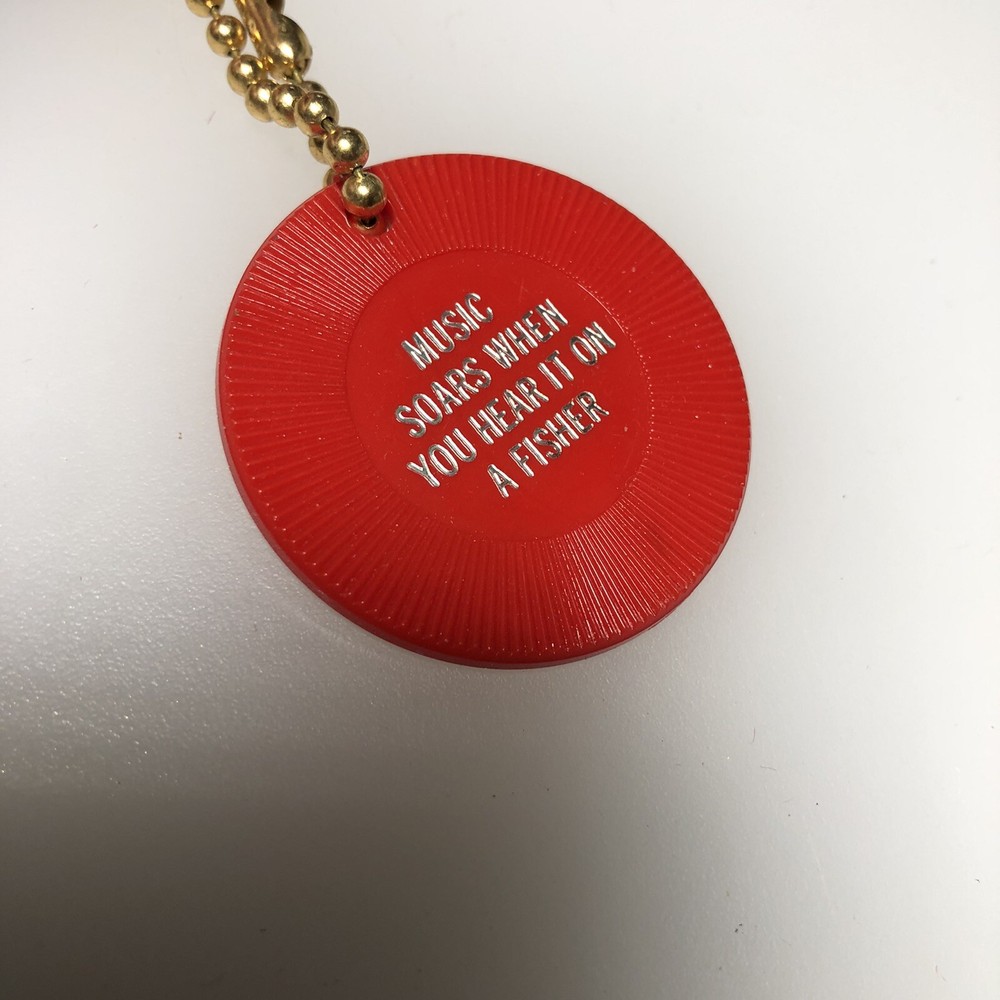 MUSIC
SOARS WHEN
YOU HEAR IT ON
A FISHER